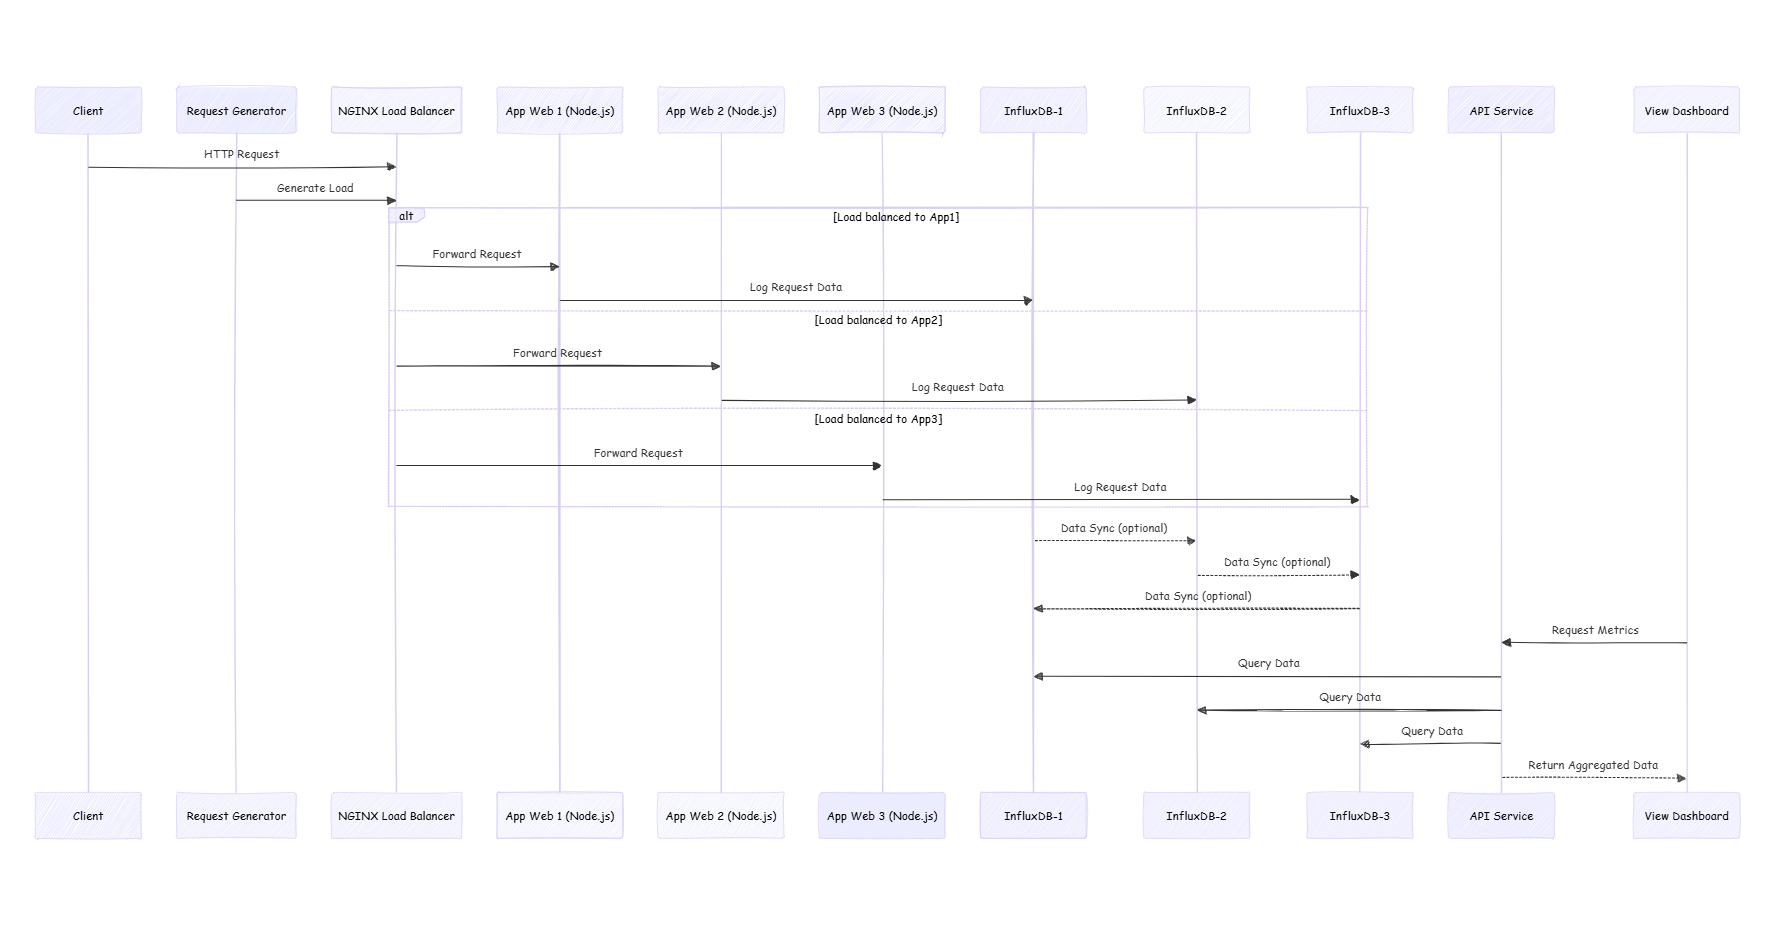 Client
Request Generator
NGINX Load Balancer
App Web 1 (Node.js)
App Web 2 (Node.js)
App Web 3 (Node.js)
InfluxDB-1
InfluxDB-2
InfluxDB-3
API Service
View Dashboard
HTTP Request
Generate Load
alt
[Load balanced to App1]
Forward Request
Log Request Data
[Load balanced to App2]
Forward Request
Log Request Data
[Load balanced to App3]
Forward Request
Log Request Data
Data Sync (optional)
Data Sync (optional)
Data Sync (optional)
Request Metrics
Query Data
Query Data
Query Data
Return Aggregated Data
Client
Request Generator
NGINX Load Balancer
App Web 1 (Node.js)
App Web 2 (Node.js)
App Web 3 (Node.js)
InfluxDB-1
InfluxDB-2
InfluxDB-3
API Service
View Dashboard